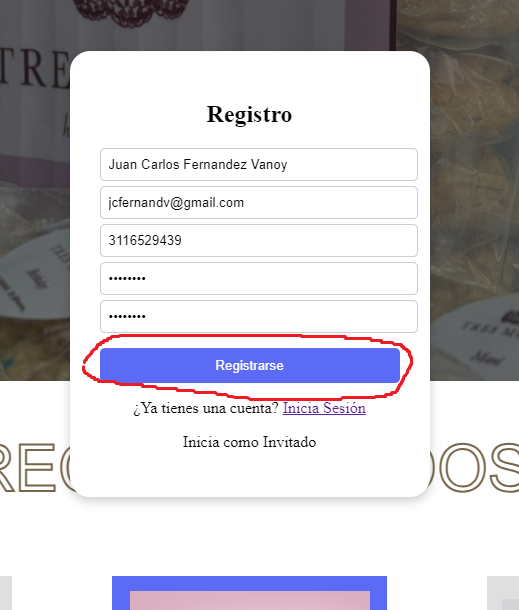 TRE
Registro
Juan Carlos Fernandez Vanoy
jcfernandv@gmail.com
3116529439
••••••••
••••••••
TRES M
Registrarse
¿Ya tienes una cuenta? Inicia Sesión
Inicia como Invitado
REC
DOS